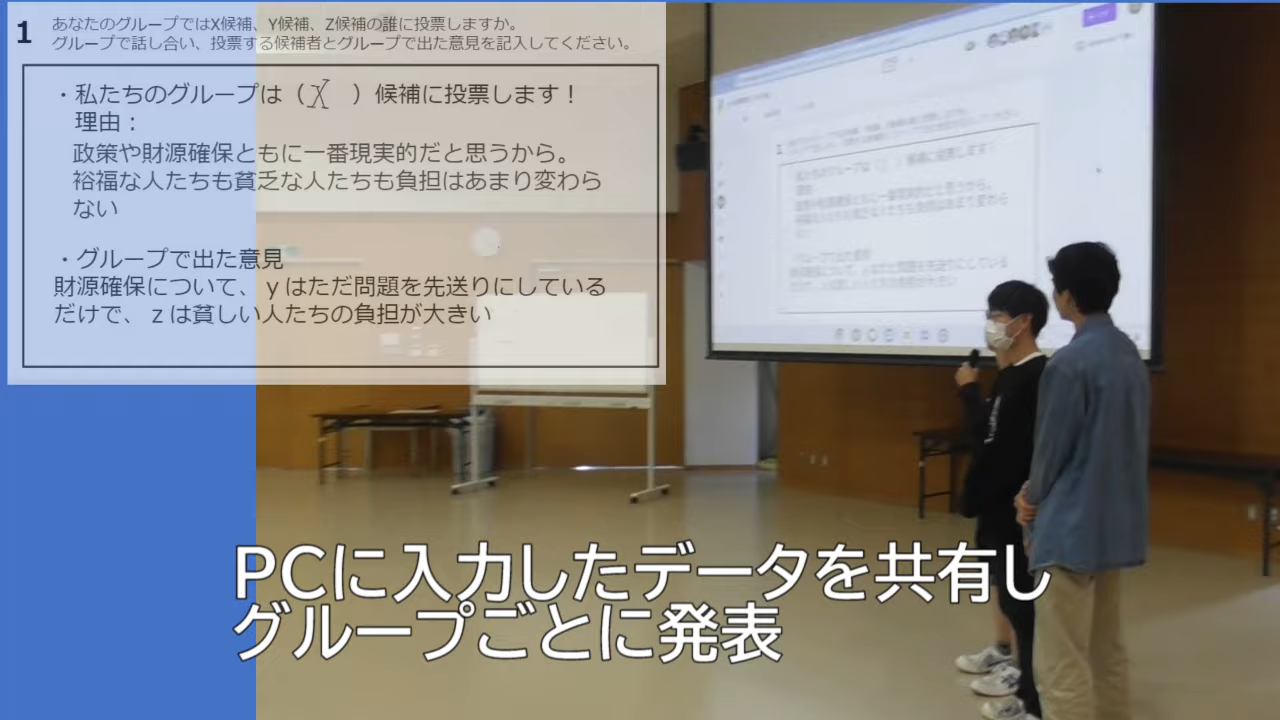 1
あなたのグループではX候補、Y候補、Z候補の誰に投票しますか。
グループで話し合い、投票する候補者とグループで出た意見を記入してください。
・私たちのグループは（ X ）候補に投票します！
理由：
政策や財源確保ともに一番現実的だと思うから。
裕福な人たちも貧乏な人たちも負担はあまり変わら
ない
・グループで出た意見
財源確保について、ｙはただ問題を先送りにしている
だけで、ｚは貧しい人たちの負担が大きい
PCに入力したデータを共有し
グループごとに発表